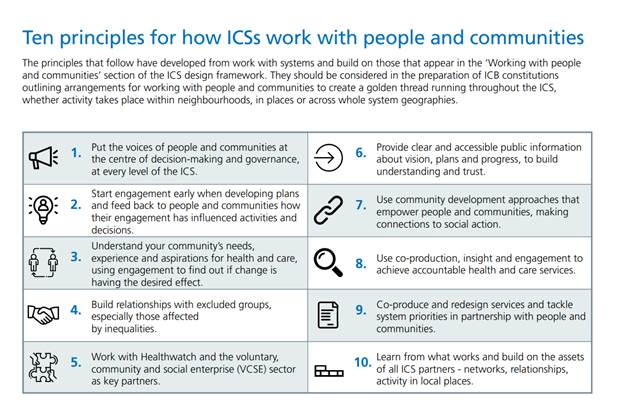 Ten principles for how ICSs work with people and communities
The principles that follow have developed from work with systems and build on those that appear in the ‘Working with people
and communities’ section of the ICS design framework. They should be considered in the preparation of ICB constitutions
outlining arrangements for working with people and communities to create a golden thread running throughout the ICS,
whether activity takes place within neighbourhoods, in places or across whole system geographies.
1. Put the voices of people and communities at
the centre of decision-making and governance,
at every level of the ICS.
2. Start engagement early when developing plans
and feed back to people and communities how
their engagement has influenced activities and
decisions.
3. Understand your community’s needs,
experience and aspirations for health and care,
using engagement to find out if change is
having the desired effect.
4. Build relationships with excluded groups,
especially those affected
by inequalities.
5. Work with Healthwatch and the voluntary,
community and social enterprise (VCSE) sector
as key partners.
6. Provide clear and accessible public information
about vision, plans and progress, to build
understanding and trust.
7. Use community development approaches that
empower people and communities, making
connections to social action.
8. Use co-production, insight and engagement to
achieve accountable health and care services.
9. Co-produce and redesign services and tackle
system priorities in partnership with people and
communities.
10. Learn from what works and build on the assets
of all ICS partners - networks, relationships,
activity in local places.